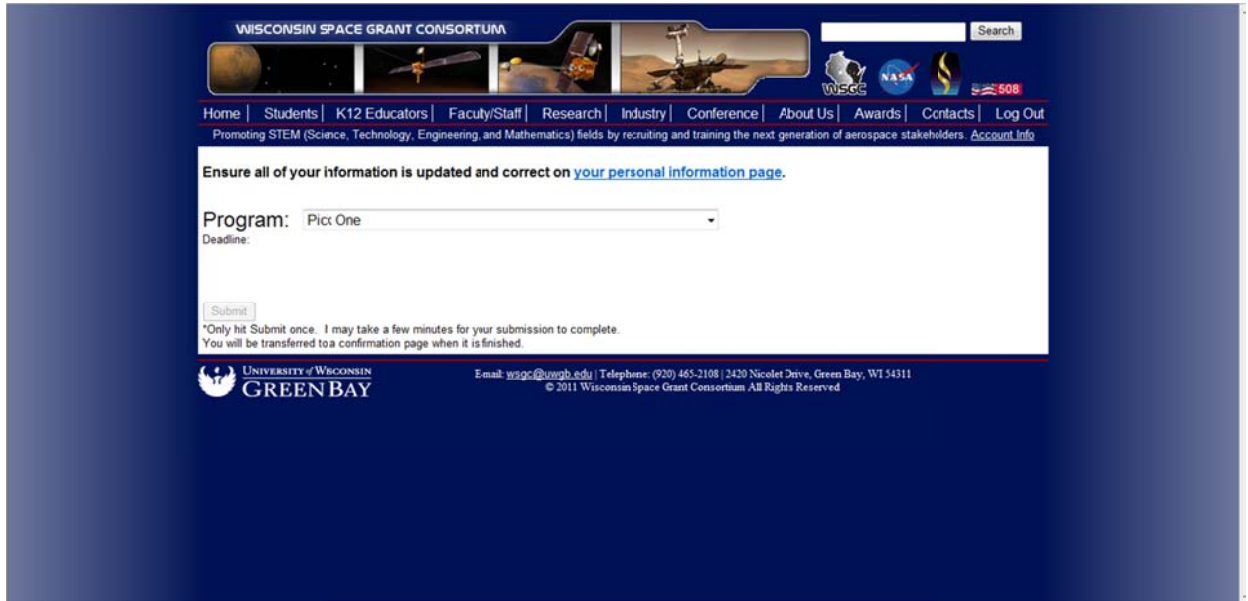 WISCONSIN SPACE GRANT CONSORTIUM
Search
WSGC NASA 508
Home | Students | K12 Educators | Faculty/Staff | Research | Industry | Conference | About Us | Awards | Contacts | Log Out
Promoting STEM (Science, Technology, Engineering, and Mathematics) fields by recruiting and training the next generation of aerospace stakeholders. Account Info
Ensure all of your information is updated and correct on your personal information page.
Program: Pick One
Deadline:
Submit
*Only hit Submit once. I may take a few minutes for your submission to complete.
You will be transferred to a confirmation page when it is finished.
UNIVERSITY of WISCONSIN
GREEN BAY
E-mail: wsgc@uwgb.edu | Telephone: (920) 465-2108 | 2420 Nicolet Drive, Green Bay, WI 54311
© 2011 Wisconsin Space Grant Consortium All Rights Reserved